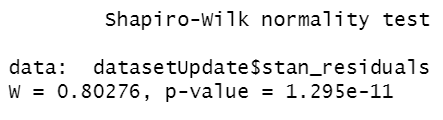 Shapiro-Wilk normality test
data:  datasetUpdate$stan_residuals
W = 0.80276, p-value = 1.295e-11